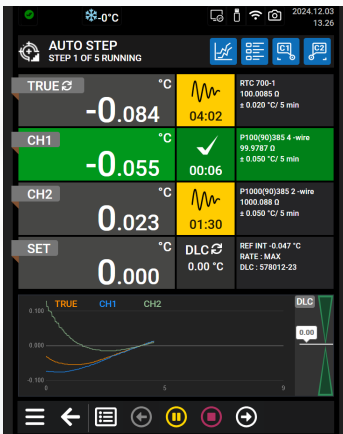 -0°C
2024.12.03
13.26
AUTO STEP
STEP 1 OF 5 RUNNING
C1
C2
TRUE
°C
-0.084
04:02
RTC 700-1
100.0085 Ω
± 0.020 °C/ 5 min
CH1
°C
-0.055
00:06
P100(90)385 4 -wire
99.9787 Ω
± 0.050 °C/ 5 min
CH2
°C
0.023
01:30
P1000(90)385 2 -wire
1000.088 Ω
± 0.050 °C/ 5 min
SET
°C
0.000
DLC
0.00 °C
REF INT -0.047 °C
RATE : MAX
DLC : 578012-23
TRUE CH1 CH2
DLC
0.100
0.000
-0.100
0.00
0
5
9